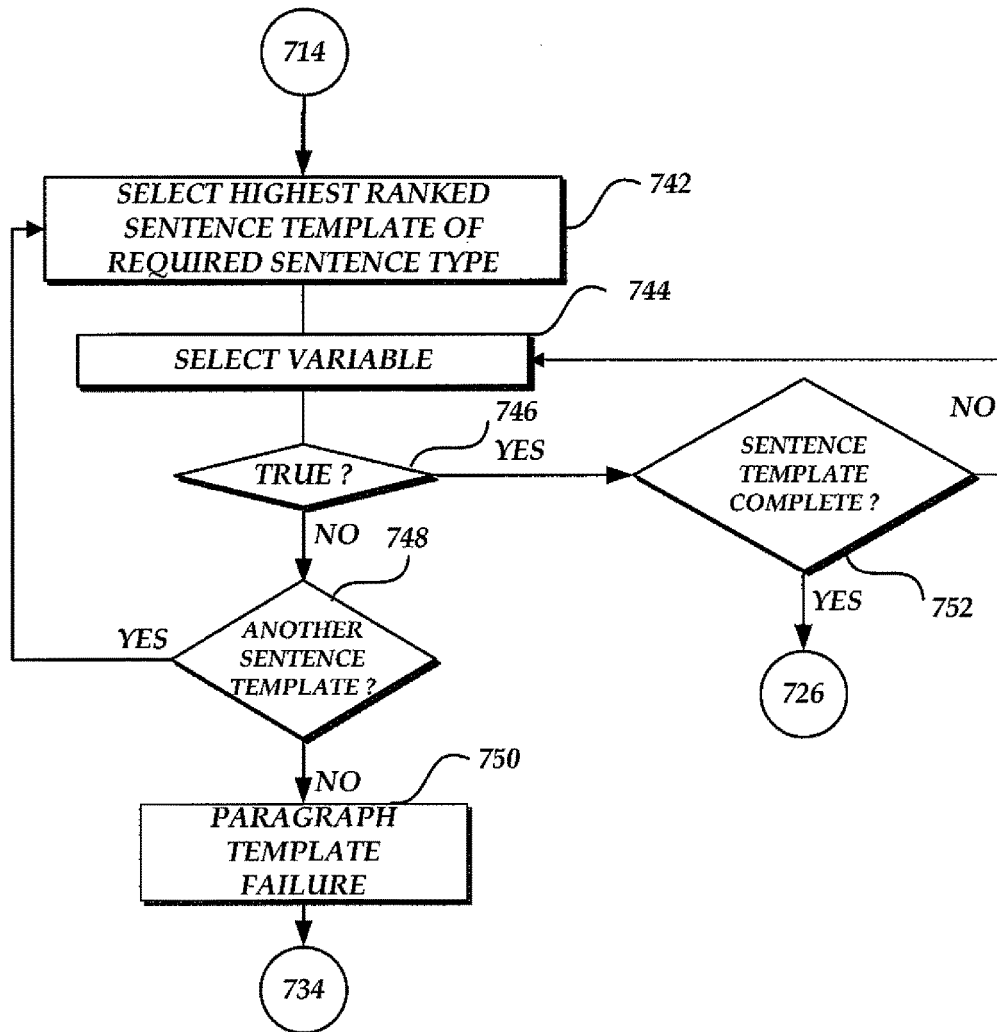 714
SELECT HIGHEST RANKED
SENTENCE TEMPLATE OF
REQUIRED SENTENCE TYPE
742
744
SELECT VARIABLE
746
TRUE ?
YES
SENTENCE
TEMPLATE
COMPLETE ?
NO
752
YES
726
NO
748
ANOTHER
SENTENCE
TEMPLATE ?
YES
NO
750
PARAGRAPH
TEMPLATE
FAILURE
734